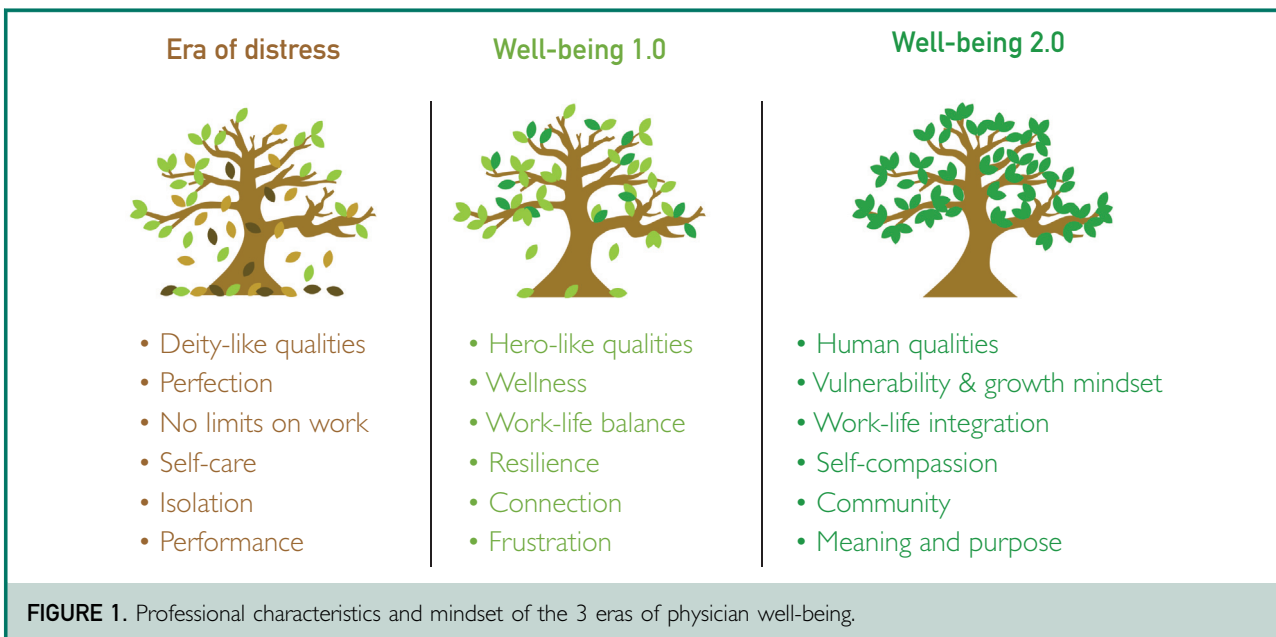 Era of distress
• Deity-like qualities
• Perfection
• No limits on work
• Self-care
• Isolation
• Performance
Well-being 1.0
• Hero-like qualities
• Wellness
• Work-life balance
• Resilience
• Connection
• Frustration
Well-being 2.0
• Human qualities
• Vulnerability & growth mindset
• Work-life integration
• Self-compassion
• Community
• Meaning and purpose
FIGURE 1. Professional characteristics and mindset of the 3 eras of physician well-being.